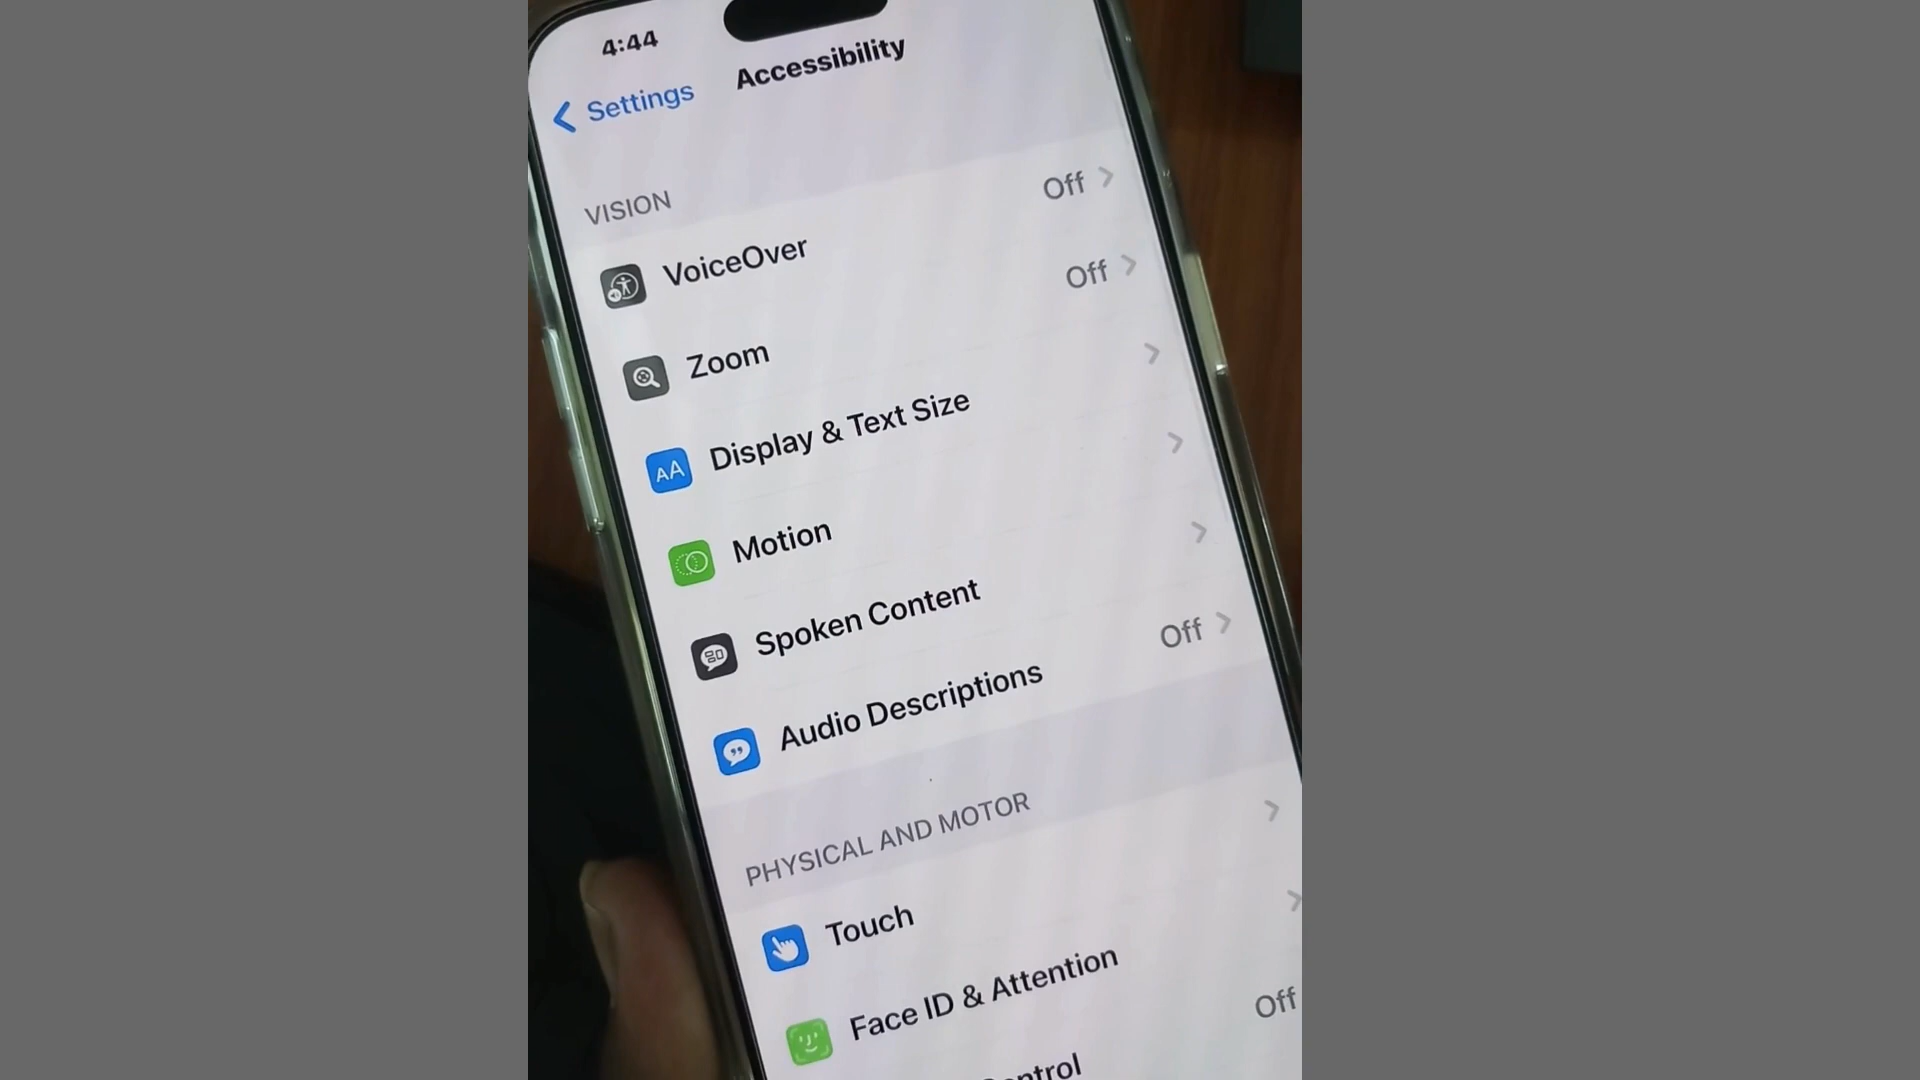 4:44
Settings
Accessibility
VISION
VoiceOver Off
Zoom Off
AA Display & Text Size
Motion
Spoken Content
Audio Descriptions Off
PHYSICAL AND MOTOR
Touch
Face ID & Attention
Off